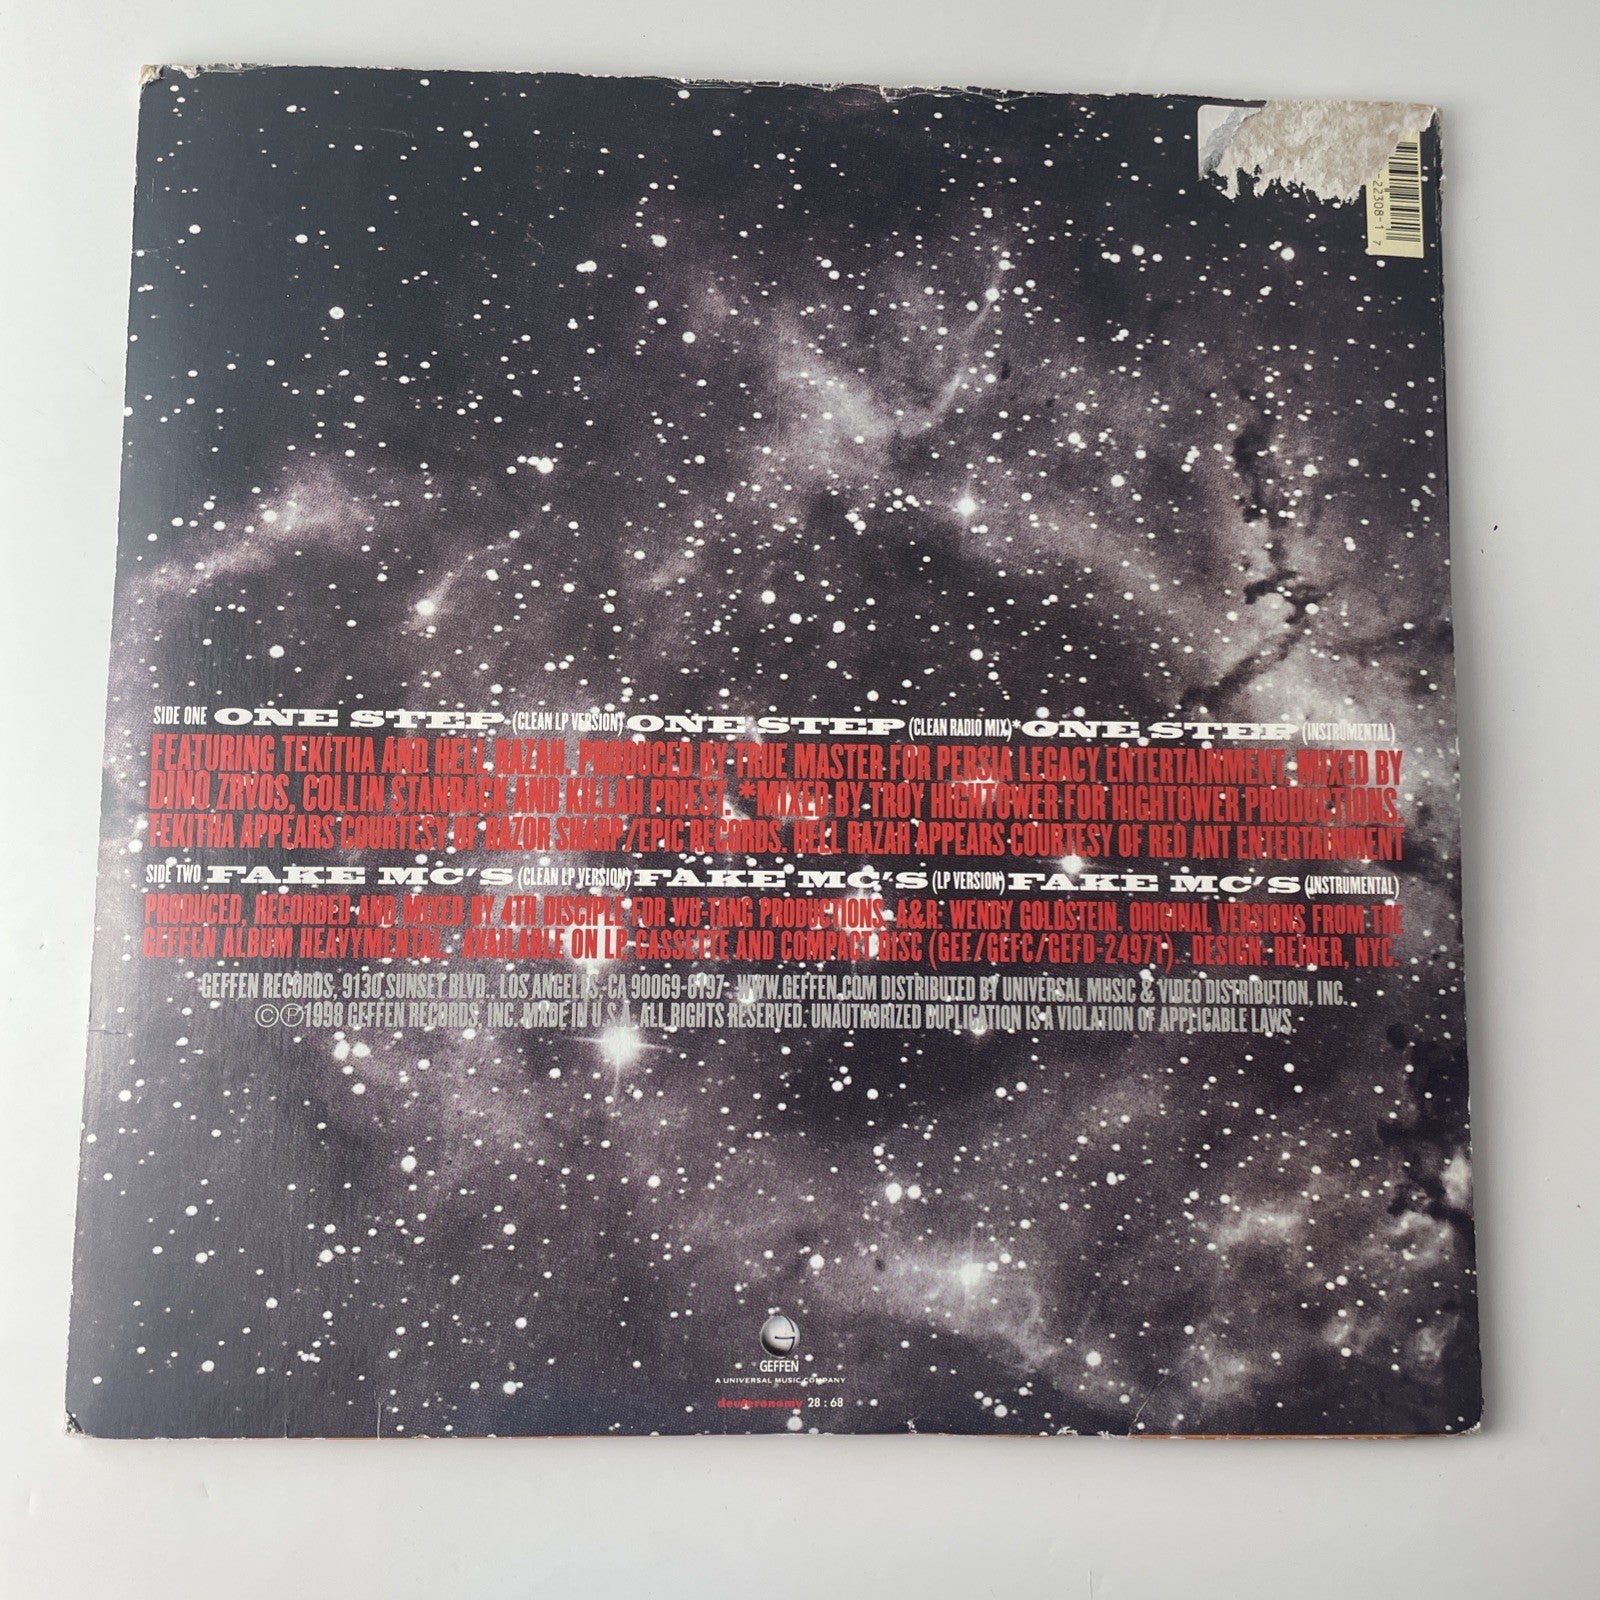 22308-1 7
SIDE ONE ONE STEP (CLEAN LP VERSION) ONE STEP (CLEAN RADIO MIX)* ONE STEP (INSTRUMENTAL)
FEATURING TEKITHA AND HELL RAZAH. PRODUCED BY TRUE MASTER FOR PERSIA LEGACY ENTERTAINMENT. MIXED BY
DINO ZRVOS, COLLIN STANBACK AND KILLAH PRIEST. *MIXED BY TROY HIGHTOWER FOR HIGHTOWER PRODUCTIONS.
TEKITHA APPEARS COURTESY OF RAZOR SHARP/EPIC RECORDS. HELL RAZAH APPEARS COURTESY OF RED ANT ENTERTAINMENT
SIDE TWO FAKE MC'S (CLEAN LP VERSION) FAKE MC'S (LP VERSION) FAKE MC'S (INSTRUMENTAL)
PRODUCED, RECORDED AND MIXED BY 4TH DISCIPLE FOR WU-TANG PRODUCTIONS. A&R: WENDY GOLDSTEIN. ORIGINAL VERSIONS FROM THE
GEFFEN ALBUM HEAVYMENTAL. AVAILABLE ON LP CASSETTE AND COMPACT DISC (GEF/GEFC/GEFD-24971). DESIGN: REINER, NYC.
GEFFEN RECORDS, 9130 SUNSET BLVD., LOS ANGELES, CA 90069-6197 WWW.GEFFEN.COM DISTRIBUTED BY UNIVERSAL MUSIC & VIDEO DISTRIBUTION, INC.
©℗1998 GEFFEN RECORDS, INC. MADE IN U.S.A. ALL RIGHTS RESERVED. UNAUTHORIZED DUPLICATION IS A VIOLATION OF APPLICABLE LAWS.
GEFFEN
A UNIVERSAL MUSIC COMPANY
deuteronomy 28:68